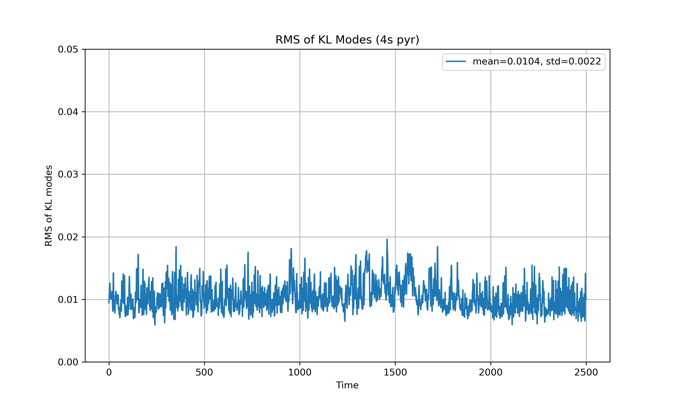 RMS of KL Modes (4s pyr)
mean=0.0104, std=0.0022
RMS of KL modes
0.05
0.04
0.03
0.02
0.01
0.00
0 500 1000 1500 2000 2500
Time